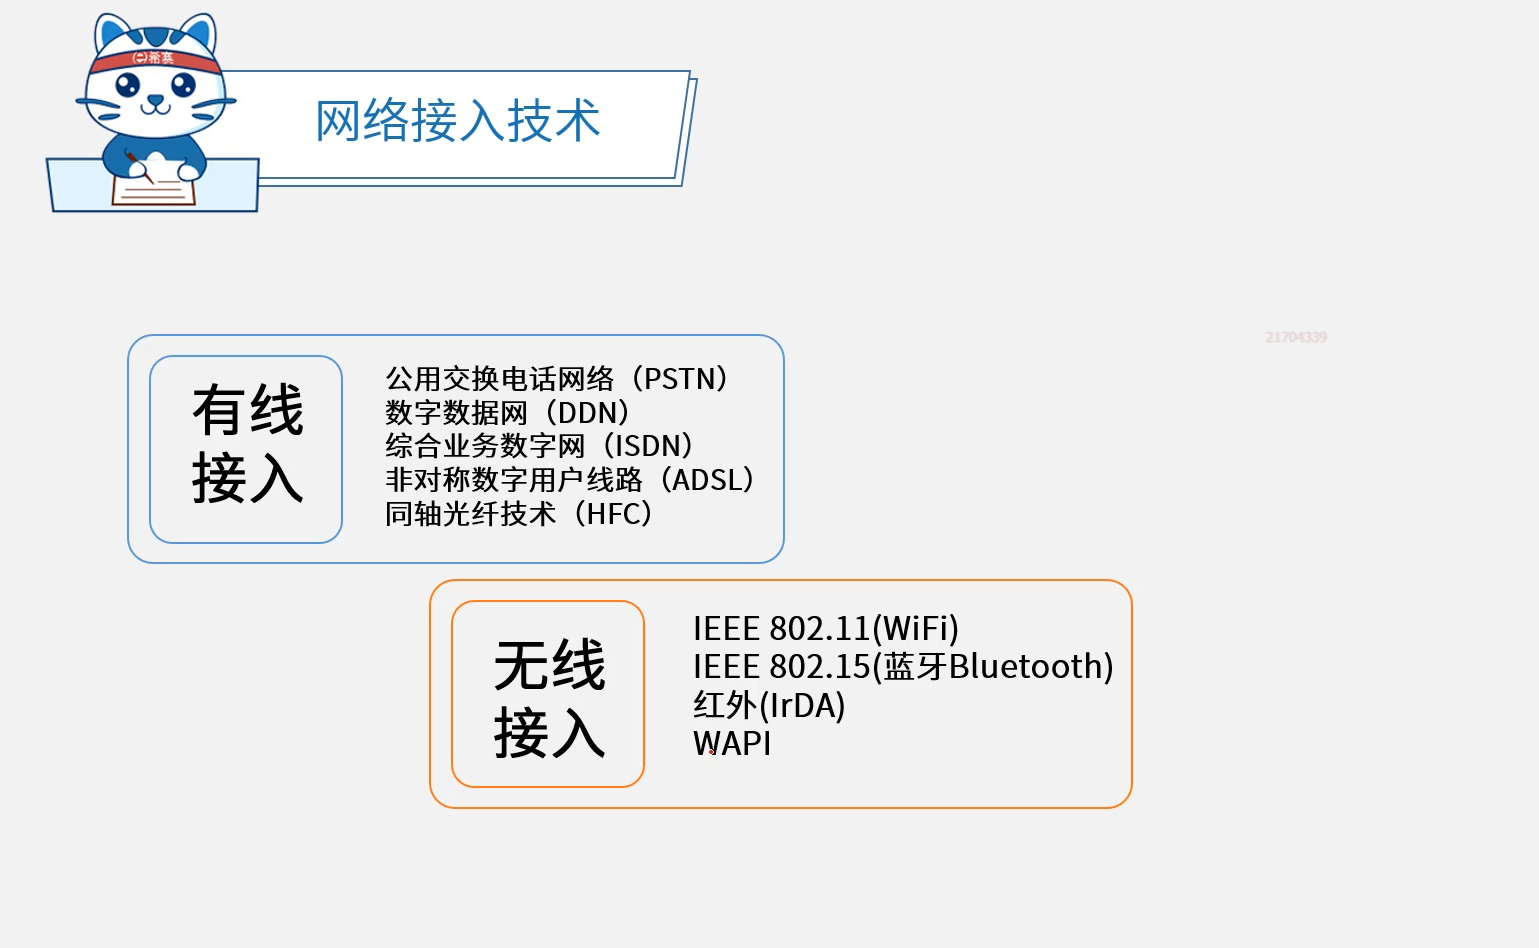 希赛
网络接入技术
21704339
有线
接入
公用交换电话网络（PSTN）
数字数据网（DDN）
综合业务数字网（ISDN）
非对称数字用户线路（ADSL）
同轴光纤技术（HFC）
无线
接入
IEEE 802.11(WiFi)
IEEE 802.15(蓝牙Bluetooth)
红外(IrDA)
WAPI